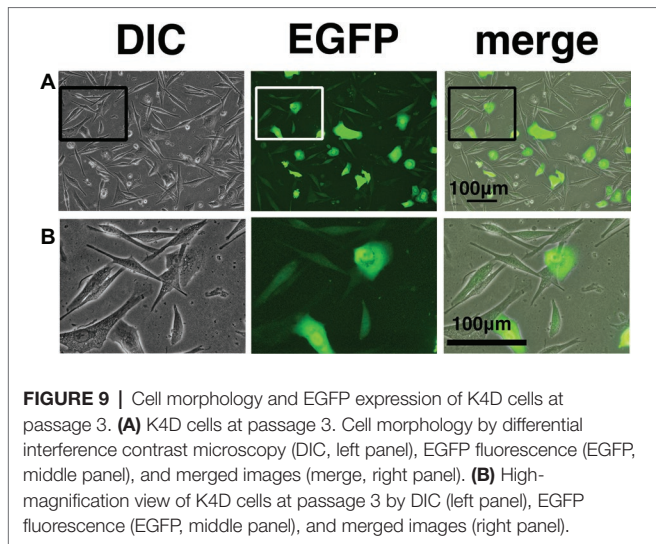 DIC EGFP merge
A
100µm
B
100µm
FIGURE 9 | Cell morphology and EGFP expression of K4D cells at
passage 3. (A) K4D cells at passage 3. Cell morphology by differential
interference contrast microscopy (DIC, left panel), EGFP fluorescence (EGFP,
middle panel), and merged images (merge, right panel). (B) High-
magnification view of K4D cells at passage 3 by DIC (left panel), EGFP
fluorescence (EGFP, middle panel), and merged images (right panel).